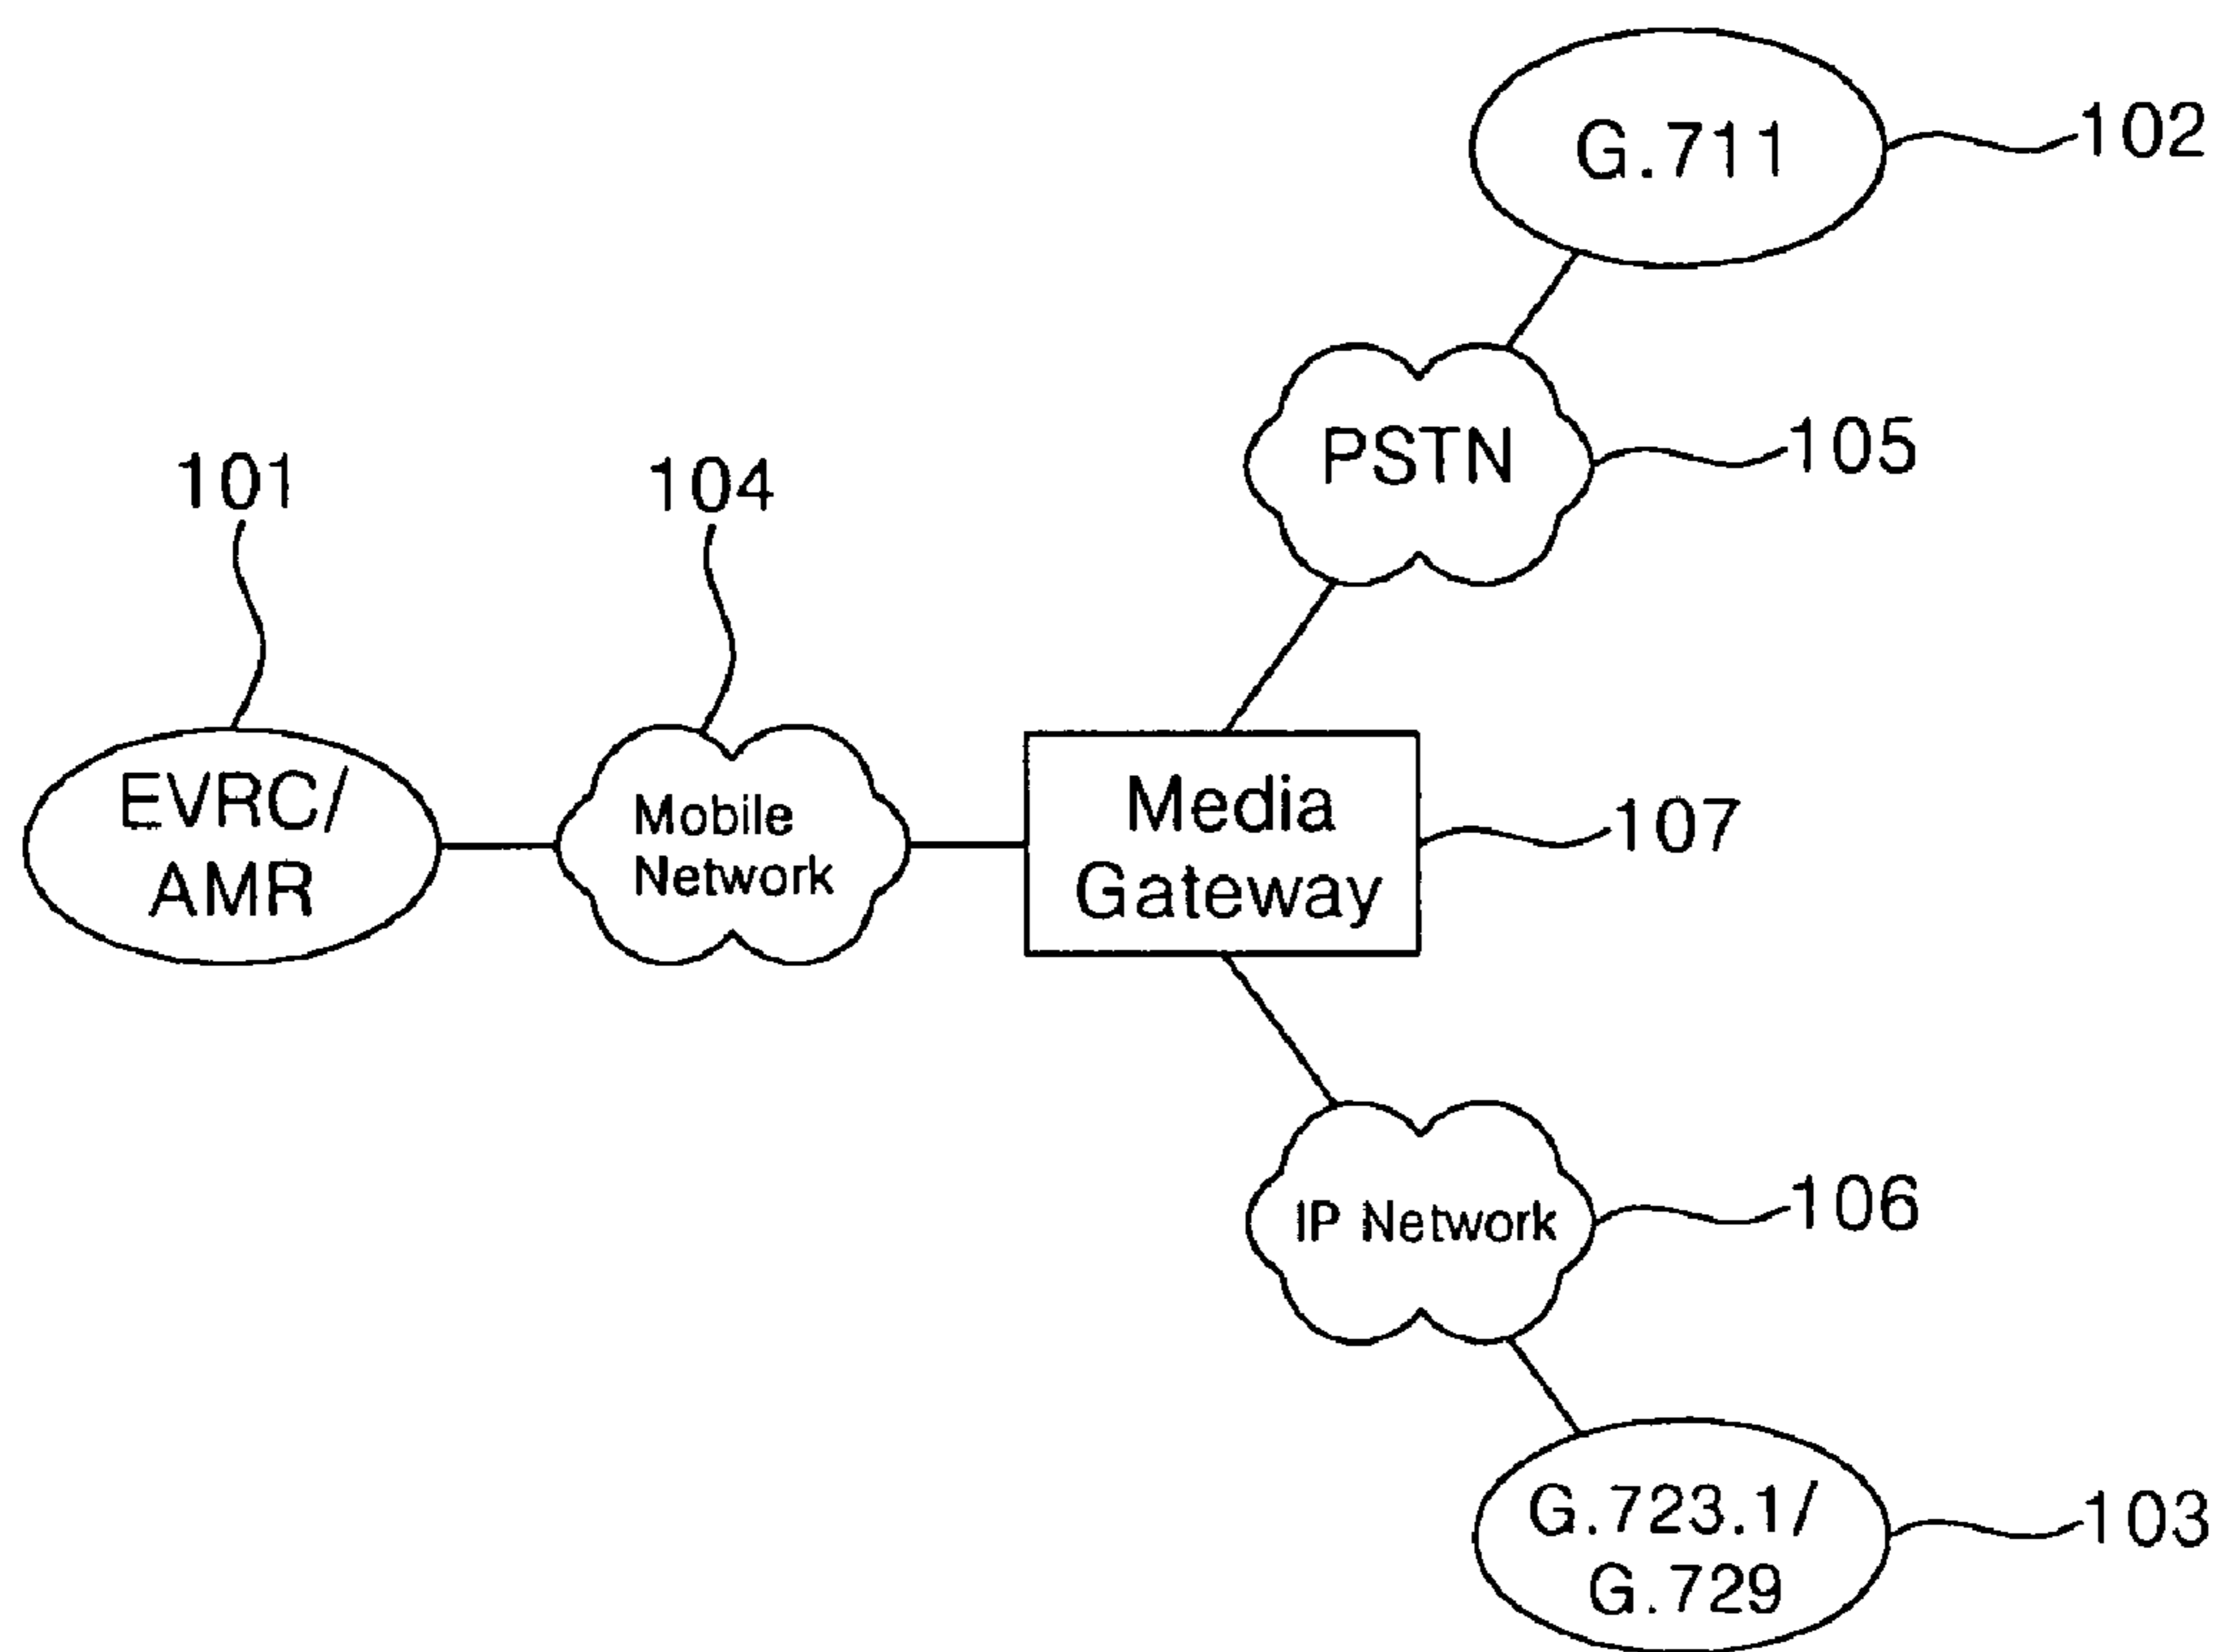 G.711
102
PSTN
105
101
104
EVRC/
AMR
Mobile
Network
Media
Gateway
107
IP Network
106
G.723.1/
G.729
103